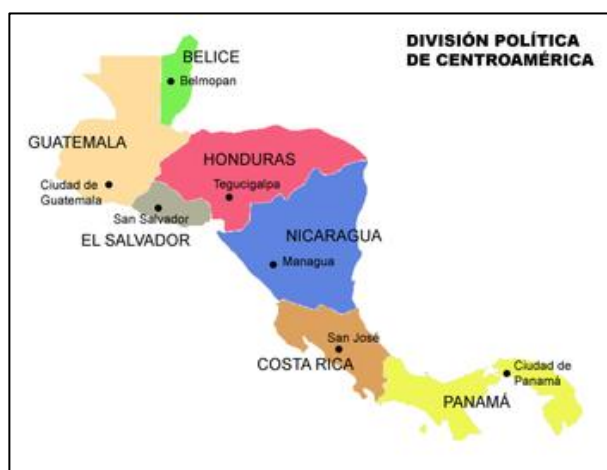 DIVISIÓN POLÍTICA
DE CENTROAMÉRICA
BELICE
Belmopan
GUATEMALA
Ciudad de
Guatemala
HONDURAS
Tegucigalpa
San Salvador
EL SALVADOR
NICARAGUA
Managua
San José
COSTA RICA
Ciudad de
Panamá
PANAMÁ